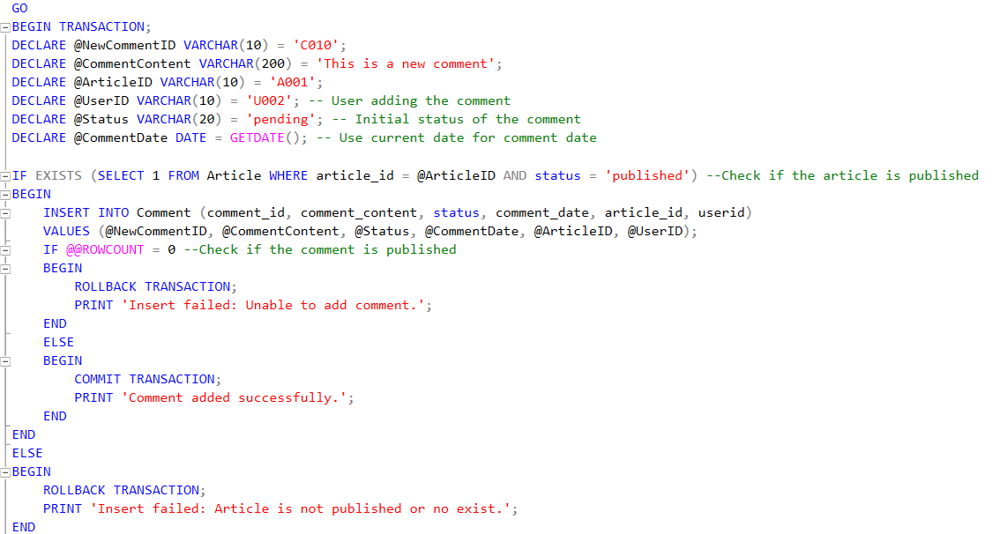 GO
BEGIN TRANSACTION;
DECLARE @NewCommentID VARCHAR(10) = 'C010';
DECLARE @CommentContent VARCHAR(200) = 'This is a new comment';
DECLARE @ArticleID VARCHAR(10) = 'A001';
DECLARE @UserID VARCHAR(10) = 'U002'; -- User adding the comment
DECLARE @Status VARCHAR(20) = 'pending'; -- Initial status of the comment
DECLARE @CommentDate DATE = GETDATE(); -- Use current date for comment date
IF EXISTS (SELECT 1 FROM Article WHERE article_id = @ArticleID AND status = 'published') --Check if the article is published
BEGIN
INSERT INTO Comment (comment_id, comment_content, status, comment_date, article_id, userid)
VALUES (@NewCommentID, @CommentContent, @Status, @CommentDate, @ArticleID, @UserID);
IF @@ROWCOUNT = 0 --Check if the comment is published
BEGIN
ROLLBACK TRANSACTION;
PRINT 'Insert failed: Unable to add comment.';
END
ELSE
BEGIN
COMMIT TRANSACTION;
PRINT 'Comment added successfully.';
END
END
ELSE
BEGIN
ROLLBACK TRANSACTION;
PRINT 'Insert failed: Article is not published or no exist.';
END